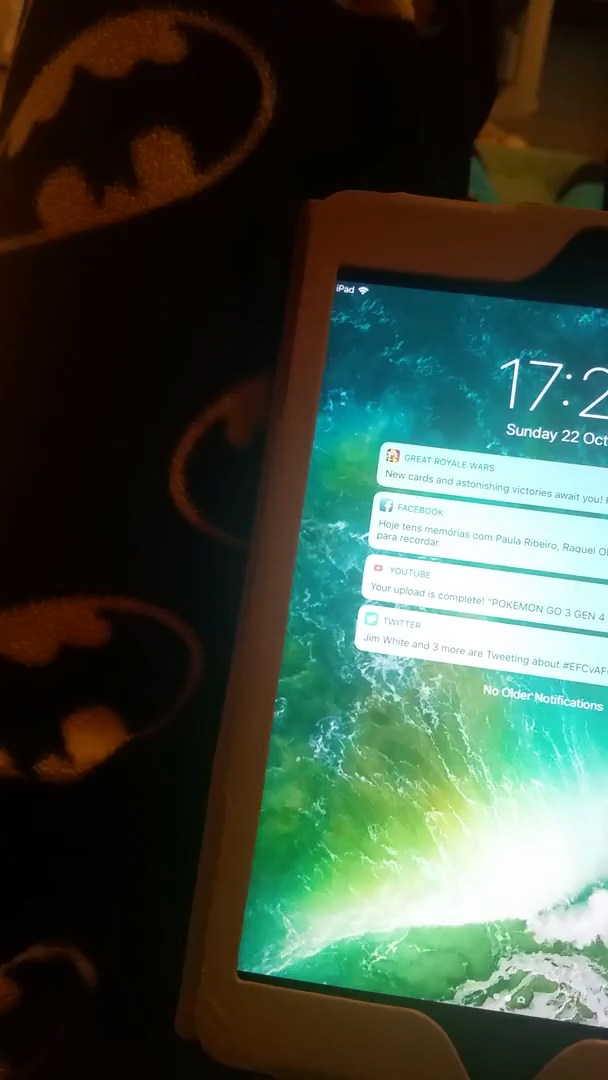 iPad
17:2
Sunday 22 Oct
GREAT ROYALE WARS
New cards and astonishing victories await you!
FACEBOOK
Hoje tens memórias com Paula Ribeiro, Raquel
para recordar.
YOUTUBE
Your upload is complete! "POKEMON GO 3 GEN 4
TWITTER
Jim White and 3 more are Tweeting about
No Older Notifications